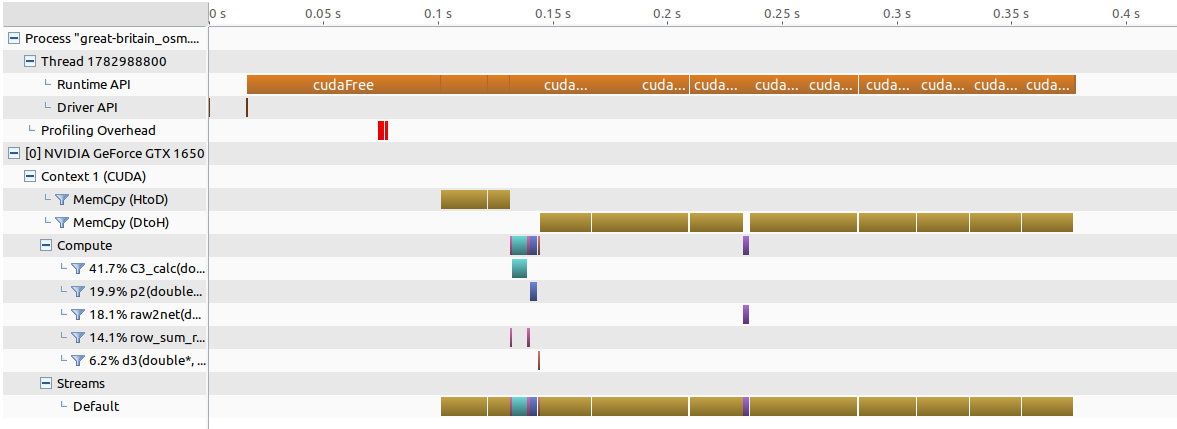 0 s 0.05 s 0.1 s 0.15 s 0.2 s 0.25 s 0.3 s 0.35 s 0.4 s
Process "great-britain_osm....
Thread 1782988800
Runtime API cudaFree cuda... cuda... cuda... cuda... cuda... cuda... cuda... cuda... cuda...
Driver API
Profiling Overhead
[0] NVIDIA GeForce GTX 1650
Context 1 (CUDA)
MemCpy (HtoD)
MemCpy (DtoH)
Compute
41.7% C3_calc(do...
19.9% p2(double...
18.1% raw2net(d...
14.1% row_sum_r...
6.2% d3(double*, ...
Streams
Default